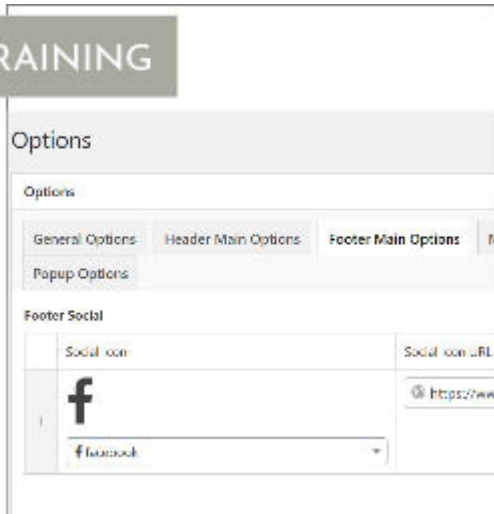 RAINING
Options
Options
General Options Header Main Options Footer Main Options
Popup Options
Footer Social
Social Icon Social Icon URL
1 https://ww
facebook